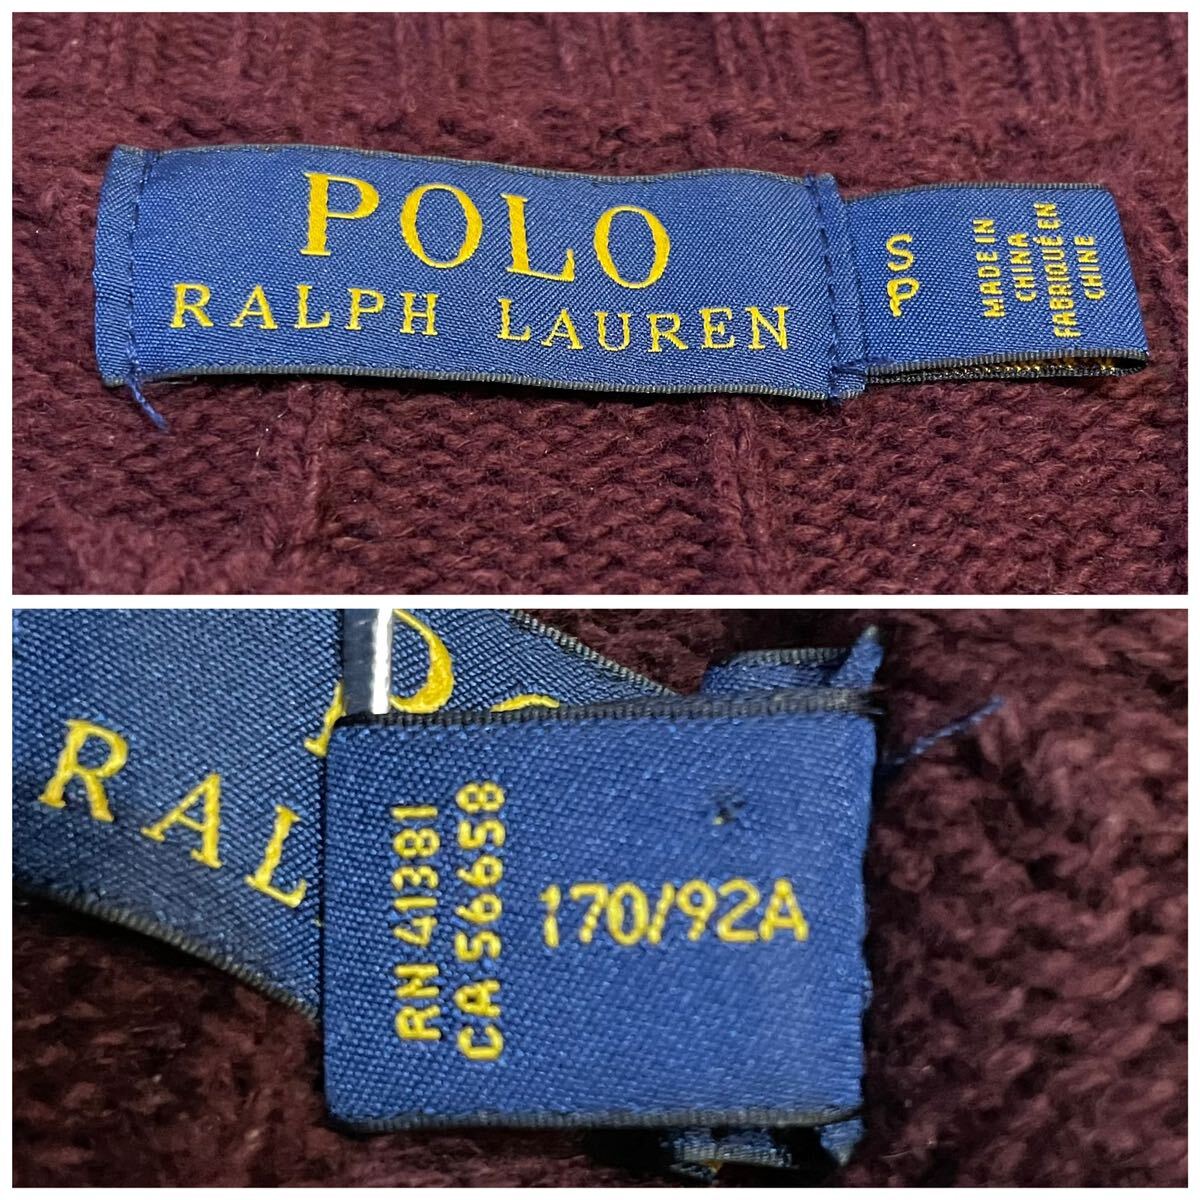 POLO
RALPH LAUREN
S
P
MADE IN
CHINA
FABRIQUÉ EN
CHINE
RAL
RN 41381
CA 56658
170/92A